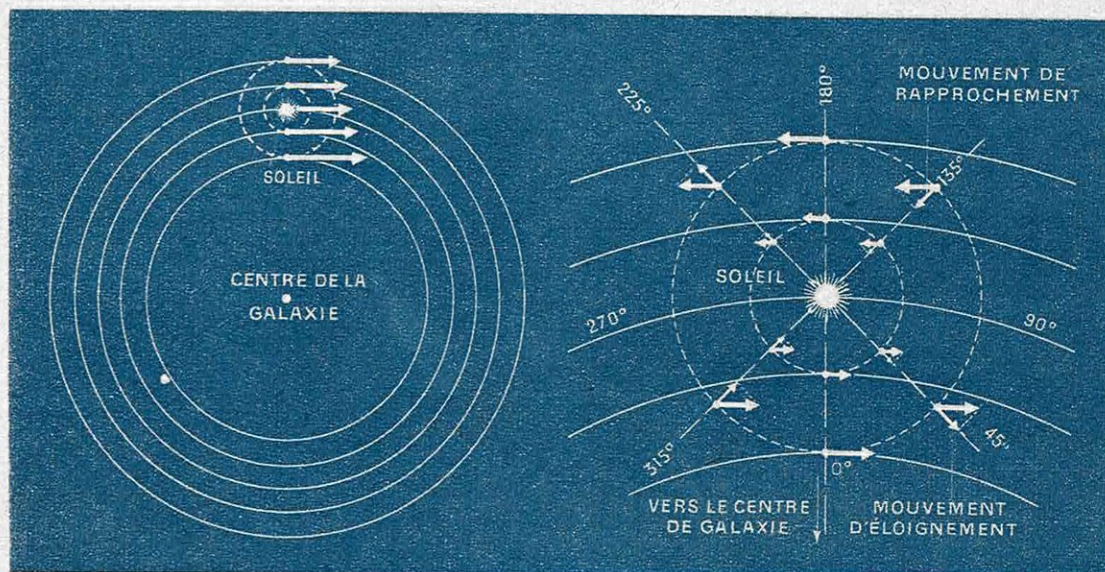 SOLEIL
CENTRE DE LA
GALAXIE
225°
180°
MOUVEMENT DE
RAPPROCHEMENT
135°
SOLEIL
270°
90°
315°
0°
45°
VERS LE CENTRE
DE GALAXIE
MOUVEMENT
D'ÉLOIGNEMENT